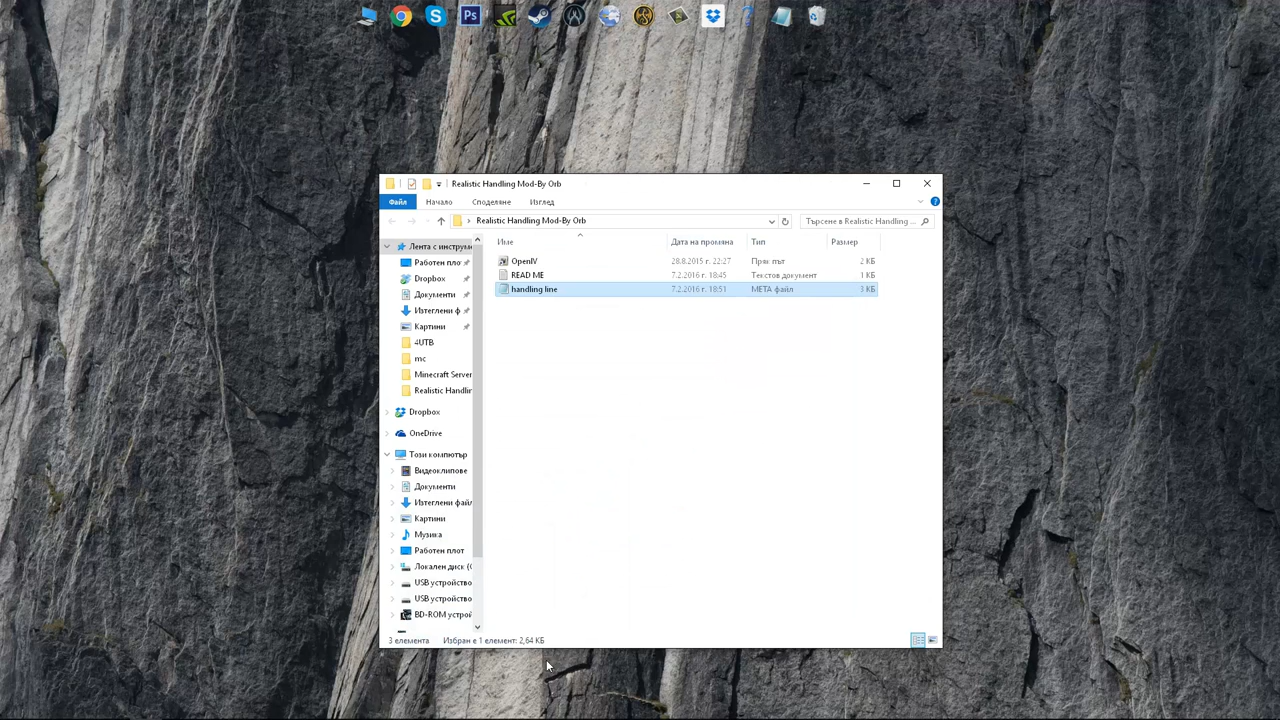 Ps
Realistic Handling Mod-By Orb
Файл Начало Споделяне Изглед
Realistic Handling Mod-By Orb
Търсене в Realistic Handling ...
Име Дата на промяна Тип Размер
OpenIV 28.8.2015 г. 22:27 Прям път 2 КБ
READ ME 7.2.2016 г. 18:45 Текстов документ 1 КБ
handling line 7.2.2016 г. 18:51 META файл 3 КБ
Лента с инструм
Работен плот
Dropbox
Документи
Изтеглени ф
Картини
4UTB
mc
Minecraft Server
Realistic Handlin
Dropbox
OneDrive
Този компютър
Видеоклипове
Документи
Изтеглени файл
Картини
Музика
Работен плот
Локален диск (C
USB устройство
USB устройство
BD-ROM устрой
3 елемента Избран е 1 елемент: 2,64 КБ